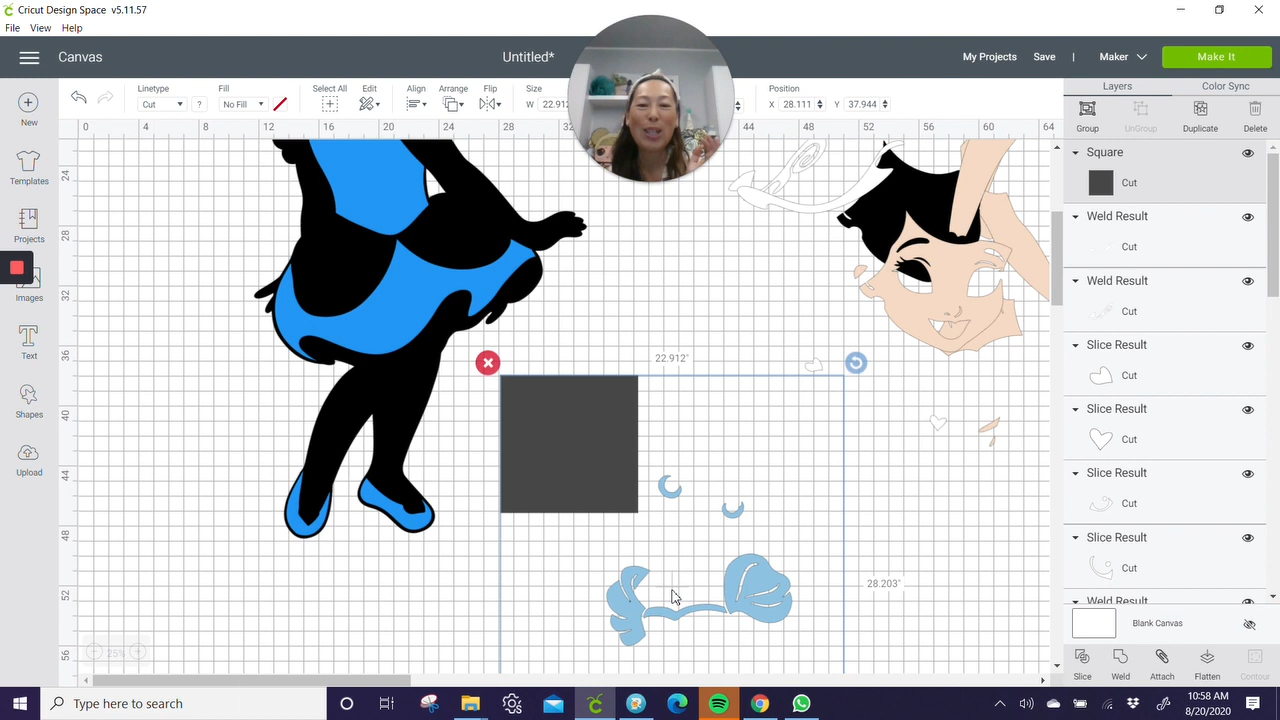 Cricut Design Space v5.11.57
File View Help
Canvas
Untitled*
My Projects Save | Maker Make It
New
Templates
Projects
Images
Text
Shapes
Upload
Linetype
Cut
?
Fill
No Fill
Select All
Edit
Align
Arrange
Flip
Size
W 22.912
Position
X 28.111
Y 37.944
0 4 8 12 16 20 24 28 32 44 48 52 56 60 64
24
28
32
36
40
44
48
52
56
22.912"
28.203"
25%
Layers Color Sync
Group UnGroup Duplicate Delete
Square
Cut
Weld Result
Cut
Weld Result
Cut
Slice Result
Cut
Slice Result
Cut
Slice Result
Cut
Slice Result
Cut
Weld Result
Blank Canvas
Slice Weld Attach Flatten Contour
Type here to search
10:58 AM
8/20/2020